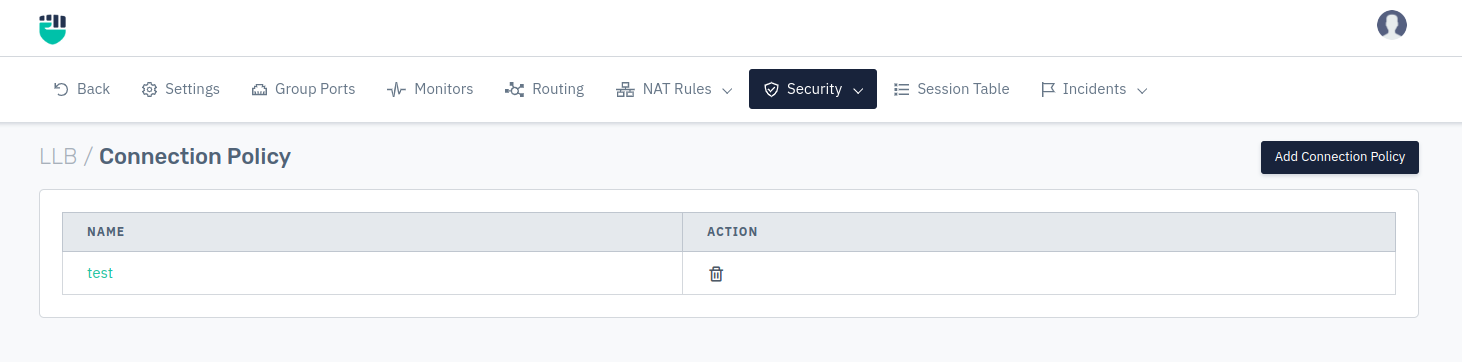 Back Settings Group Ports Monitors Routing NAT Rules Security Session Table Incidents
LLB / Connection Policy
Add Connection Policy
NAME ACTION
test